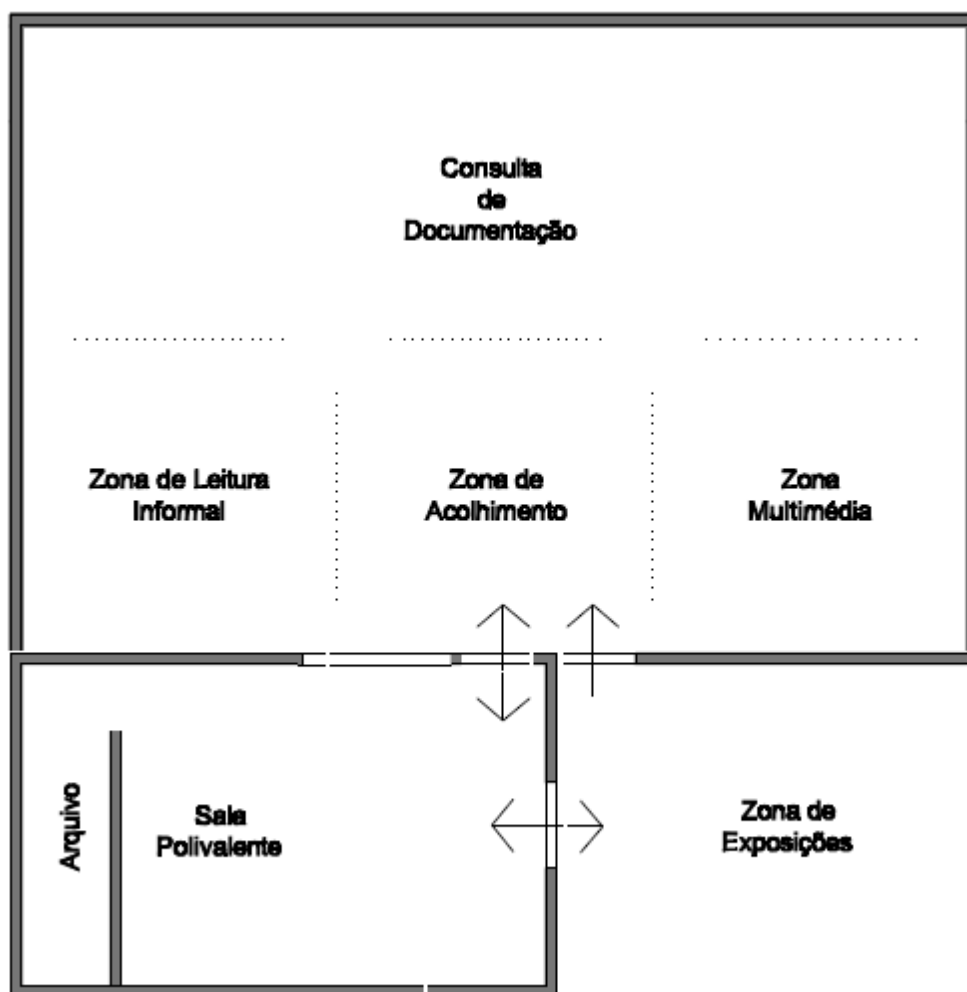 Consulta
de
Documentação
Zona de Leitura
Informal
Zona de
Acolhimento
Zona
Multimédia
Arquivo
Sala
Polivalente
Zona de
Exposições